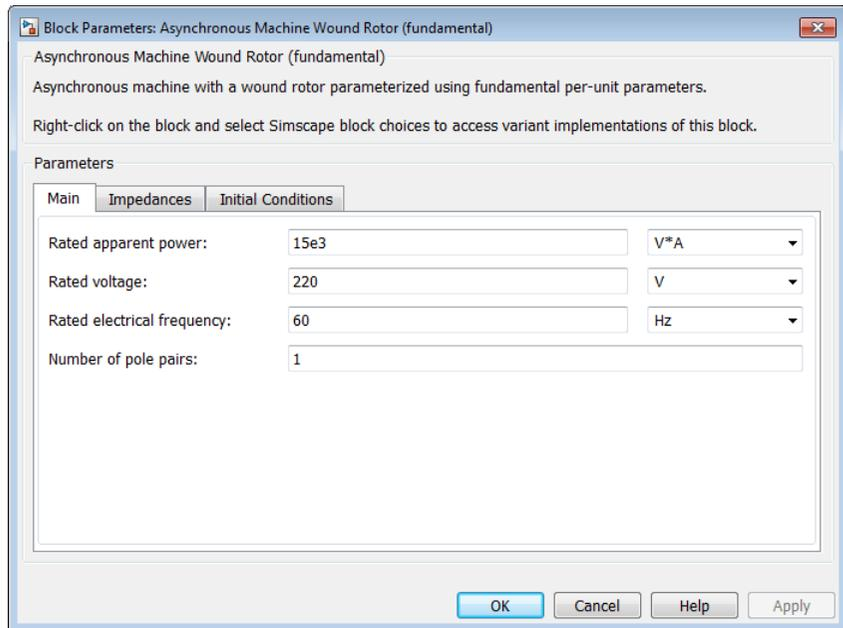 Block Parameters: Asynchronous Machine Wound Rotor (fundamental)
Asynchronous Machine Wound Rotor (fundamental)
Asynchronous machine with a wound rotor parameterized using fundamental per-unit parameters.
Right-click on the block and select Simscape block choices to access variant implementations of this block.
Parameters
Main Impedances Initial Conditions
Rated apparent power: 15e3 V*A
Rated voltage: 220 V
Rated electrical frequency: 60 Hz
Number of pole pairs: 1
OK Cancel Help Apply